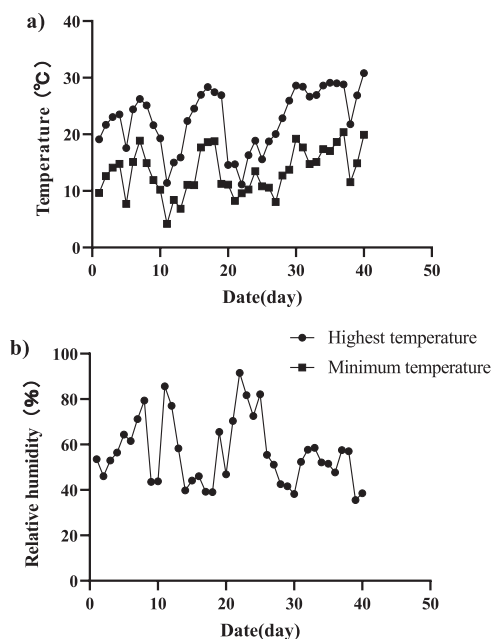 a)
40
30
20
10
0
Temperature (℃)
0 10 20 30 40 50
Date(day)
Highest temperature
Minimum temperature
b)
100
80
60
40
20
0
Relative humidity (%)
0 10 20 30 40 50
Date(day)